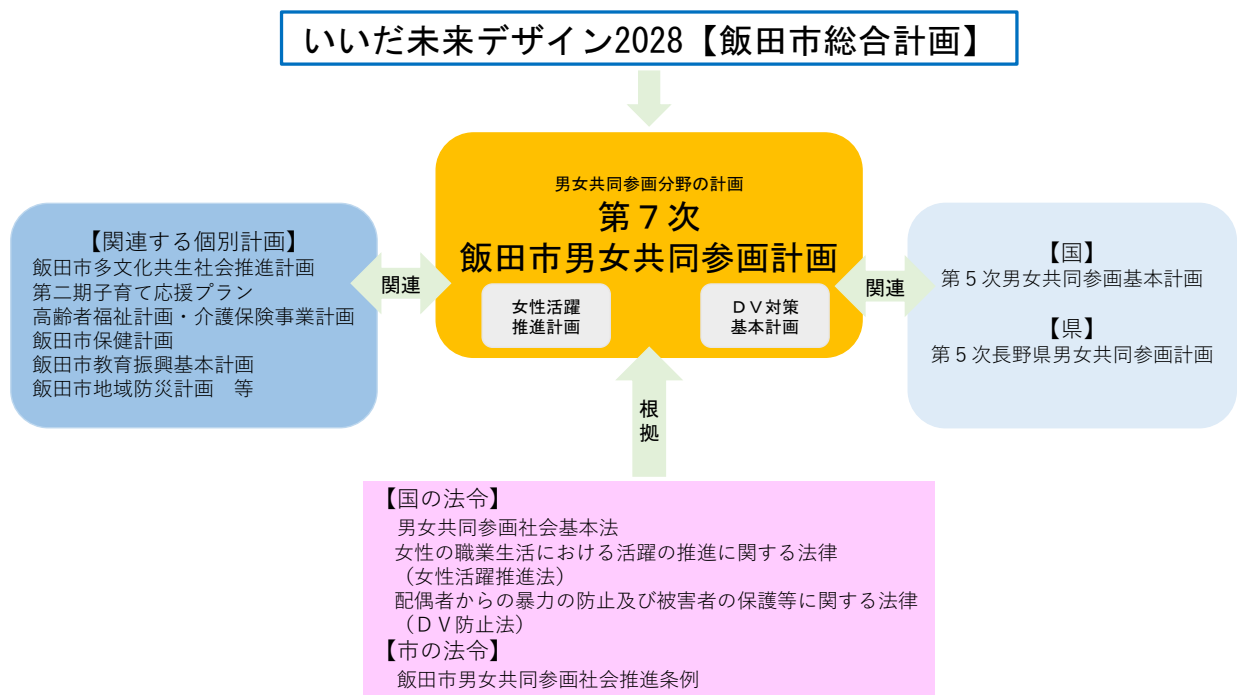 いいだ未来デザイン2028【飯田市総合計画】
男女共同参画分野の計画
第７次
飯田市男女共同参画計画
女性活躍
推進計画
ＤＶ対策
基本計画
【関連する個別計画】
飯田市多文化共生社会推進計画
第二期子育て応援プラン
高齢者福祉計画・介護保険事業計画
飯田市保健計画
飯田市教育振興基本計画
飯田市地域防災計画　等
関連
関連
【国】
第５次男女共同参画基本計画
【県】
第５次長野県男女共同参画計画
根
拠
【国の法令】
男女共同参画社会基本法
女性の職業生活における活躍の推進に関する法律
（女性活躍推進法）
配偶者からの暴力の防止及び被害者の保護等に関する法律
（ＤＶ防止法）
【市の法令】
飯田市男女共同参画社会推進条例